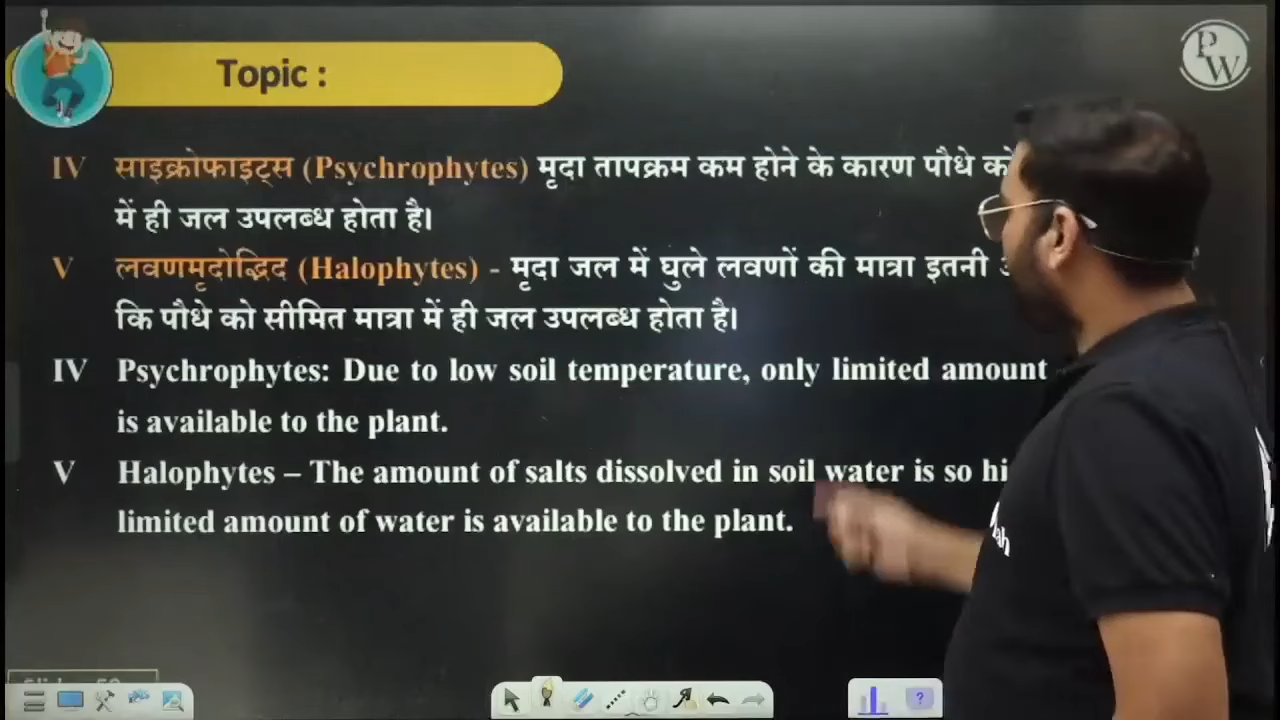 Topic :
PW
IV साइक्रोफाइट्स (Psychrophytes) मृदा तापक्रम कम होने के कारण पौधे को
में ही जल उपलब्ध होता है।
V लवणमृदोद्भिद (Halophytes) - मृदा जल में घुले लवणों की मात्रा इतनी
कि पौधे को सीमित मात्रा में ही जल उपलब्ध होता है।
IV Psychrophytes: Due to low soil temperature, only limited amount
is available to the plant.
V Halophytes – The amount of salts dissolved in soil water is so
limited amount of water is available to the plant.